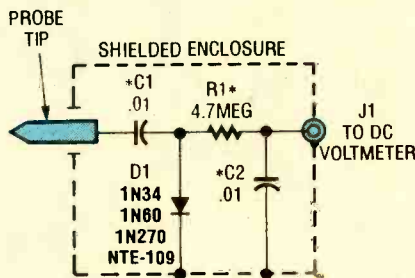 PROBE
TIP
SHIELDED ENCLOSURE
*C1
.01
R1*
4.7MEG
J1
TO DC
VOLTMETER
D1
1N34
1N60
1N270
NTE-109
*C2
.01